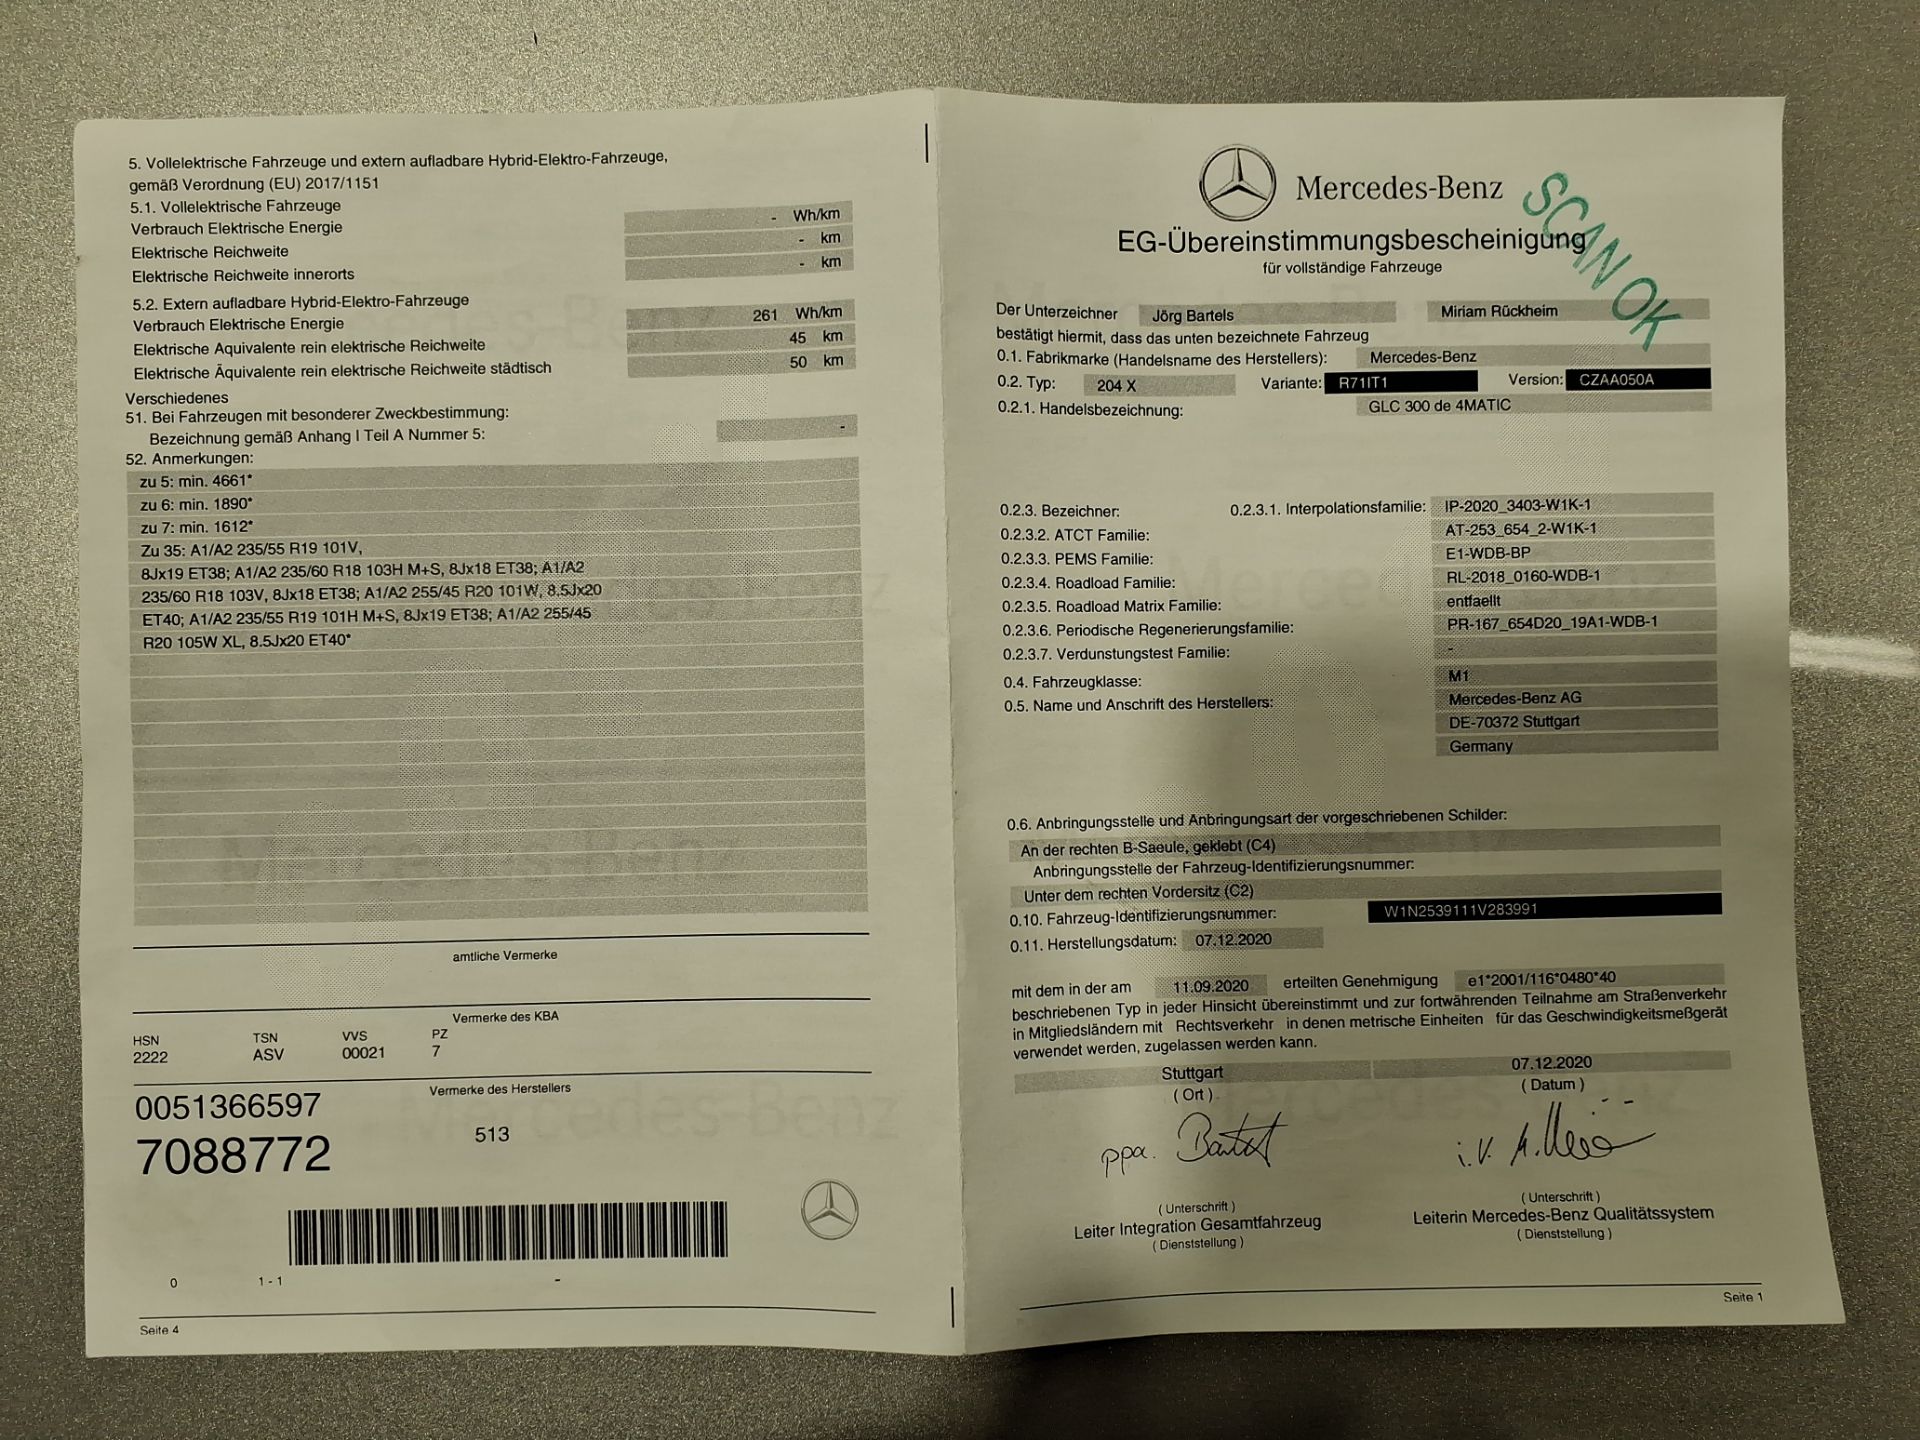 5. Vollelektrische Fahrzeuge und extern aufladbare Hybrid-Elektro-Fahrzeuge,
gemäß Verordnung (EU) 2017/1151
5.1. Vollelektrische Fahrzeuge
Verbrauch Elektrische Energie - Wh/km
Elektrische Reichweite - km
Elektrische Reichweite innerorts - km
5.2. Extern aufladbare Hybrid-Elektro-Fahrzeuge
Verbrauch Elektrische Energie 261 Wh/km
Elektrische Äquivalente rein elektrische Reichweite 45 km
Elektrische Äquivalente rein elektrische Reichweite städtisch 50 km
Verschiedenes
51. Bei Fahrzeugen mit besonderer Zweckbestimmung:
Bezeichnung gemäß Anhang I Teil A Nummer 5: -
52. Anmerkungen:
zu 5: min. 4661*
zu 6: min. 1890*
zu 7: min. 1612*
Zu 35: A1/A2 235/55 R19 101V,
8Jx19 ET38; A1/A2 235/60 R18 103H M+S, 8Jx18 ET38; A1/A2
235/60 R18 103V, 8Jx18 ET38; A1/A2 255/45 R20 101W, 8.5Jx20
ET40; A1/A2 235/55 R19 101H M+S, 8Jx19 ET38; A1/A2 255/45
R20 105W XL, 8.5Jx20 ET40*
amtliche Vermerke
Vermerke des KBA
HSN TSN VVS PZ
2222 ASV 00021 7
Vermerke des Herstellers
0051366597
7088772 513
0 1 - 1 -
Seite 4
Mercedes-Benz
SCAN OK
EG-Übereinstimmungsbescheinigung
für vollständige Fahrzeuge
Der Unterzeichner Jörg Bartels Miriam Rückheim
bestätigt hiermit, dass das unten bezeichnete Fahrzeug
0.1. Fabrikmarke (Handelsname des Herstellers): Mercedes-Benz
0.2. Typ: 204 X Variante: R71IT1 Version: CZAA050A
0.2.1. Handelsbezeichnung: GLC 300 de 4MATIC
0.2.3. Bezeichner: 0.2.3.1. Interpolationsfamilie: IP-2020_3403-W1K-1
0.2.3.2. ATCT Familie: AT-253_654_2-W1K-1
0.2.3.3. PEMS Familie: E1-WDB-BP
0.2.3.4. Roadload Familie: RL-2018_0160-WDB-1
0.2.3.5. Roadload Matrix Familie: entfaellt
0.2.3.6. Periodische Regenerierungsfamilie: PR-167_654D20_19A1-WDB-1
0.2.3.7. Verdunstungstest Familie: -
0.4. Fahrzeugklasse: M1
0.5. Name und Anschrift des Herstellers: Mercedes-Benz AG
DE-70372 Stuttgart
Germany
0.6. Anbringungsstelle und Anbringungsart der vorgeschriebenen Schilder:
An der rechten B-Saeule, geklebt (C4)
Anbringungsstelle der Fahrzeug-Identifizierungsnummer:
Unter dem rechten Vordersitz (C2)
0.10. Fahrzeug-Identifizierungsnummer: W1N2539111V283991
0.11. Herstellungsdatum: 07.12.2020
mit dem in der am 11.09.2020 erteilten Genehmigung e1*2001/116*0480*40
beschriebenen Typ in jeder Hinsicht übereinstimmt und zur fortwährenden Teilnahme am Straßenverkehr
in Mitgliedsländern mit Rechtsverkehr in denen metrische Einheiten für das Geschwindigkeitsmeßgerät
verwendet werden, zugelassen werden kann.
Stuttgart 07.12.2020
( Ort ) ( Datum )
ppa. Bartels i.V.
( Unterschrift ) ( Unterschrift )
Leiter Integration Gesamtfahrzeug Leiterin Mercedes-Benz Qualitätssystem
( Dienststellung ) ( Dienststellung )
Seite 1